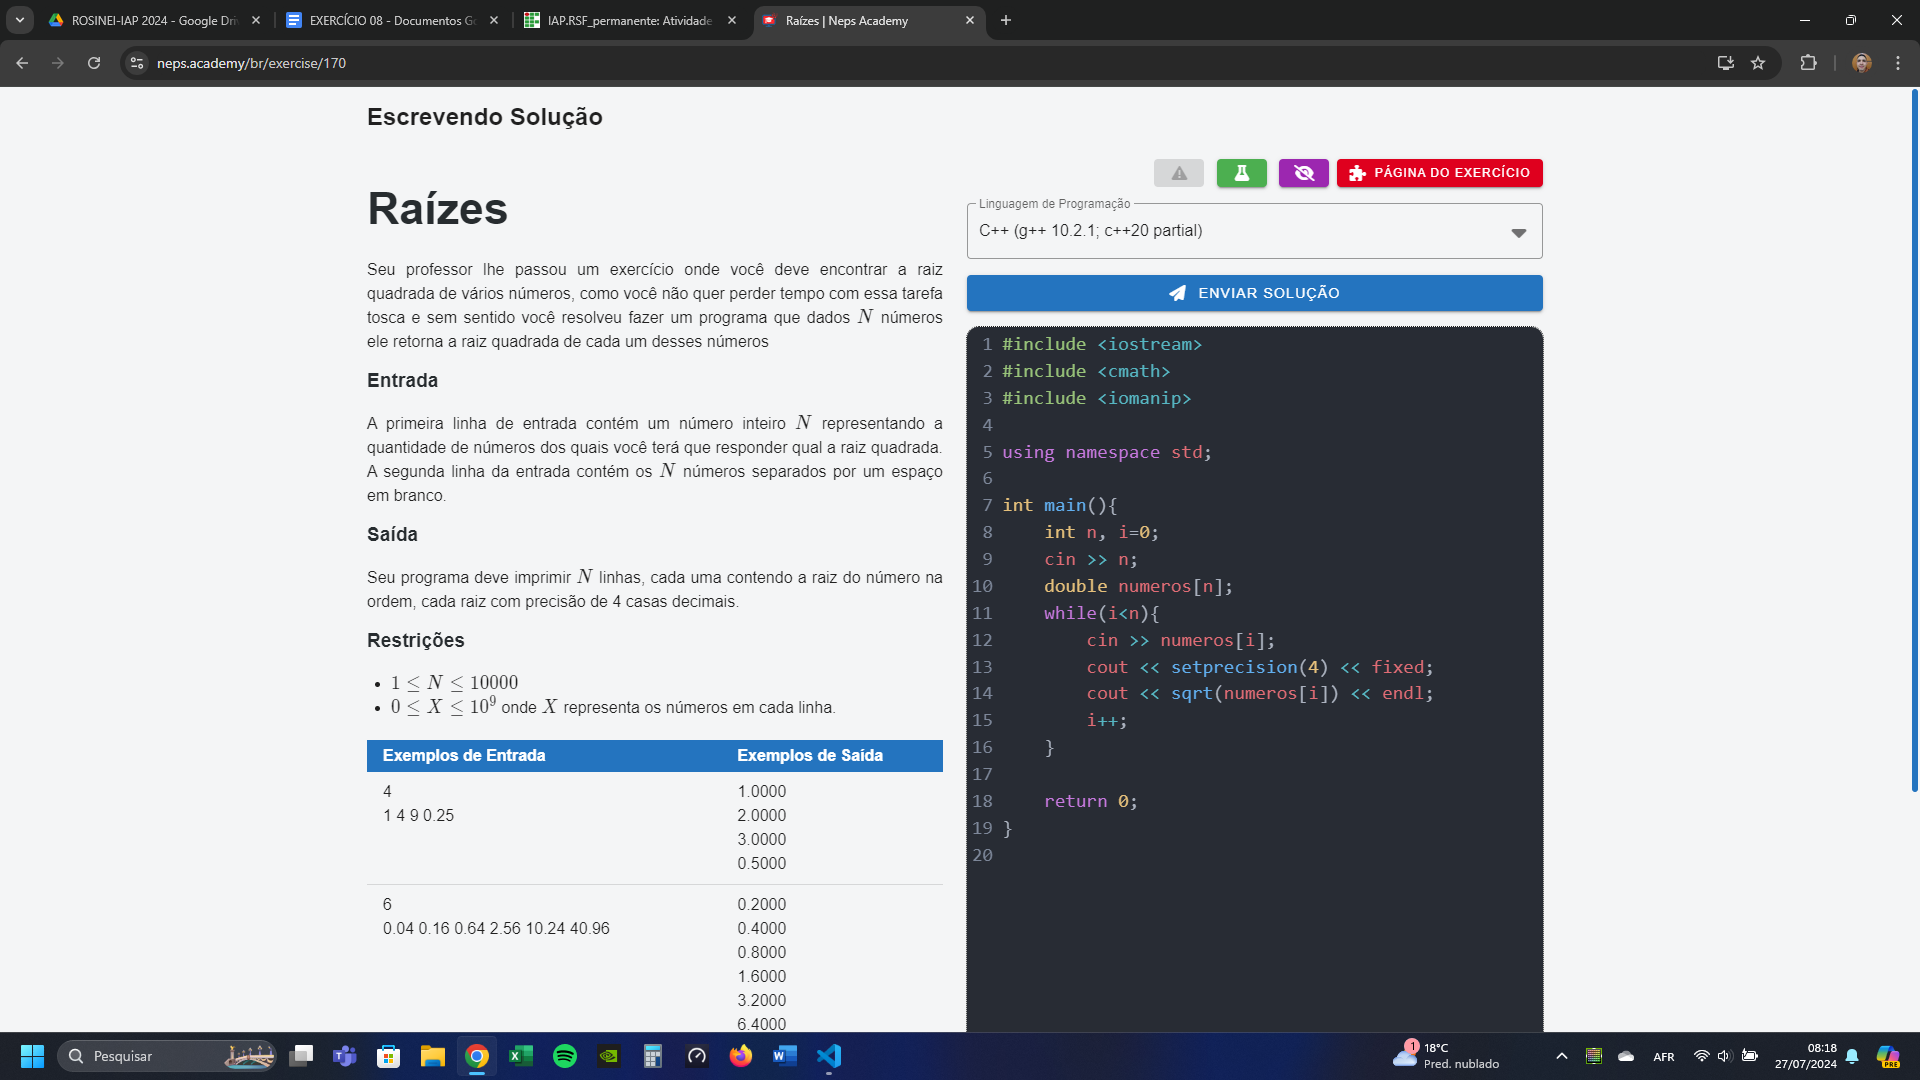 ROSINEI-IAP 2024 - Google Dri
EXERCÍCIO 08 - Documentos Go
IAP.RSF_permanente: Atividade
Raízes | Neps Academy
neps.academy/br/exercise/170
Escrevendo Solução
PÁGINA DO EXERCÍCIO
Raízes
Seu professor lhe passou um exercício onde você deve encontrar a raiz
quadrada de vários números, como você não quer perder tempo com essa tarefa
tosca e sem sentido você resolveu fazer um programa que dados N números
ele retorna a raiz quadrada de cada um desses números
Entrada
A primeira linha de entrada contém um número inteiro N representando a
quantidade de números dos quais você terá que responder qual a raiz quadrada.
A segunda linha da entrada contém os N números separados por um espaço
em branco.
Saída
Seu programa deve imprimir N linhas, cada uma contendo a raiz do número na
ordem, cada raiz com precisão de 4 casas decimais.
Restrições
1 ≤ N ≤ 10000
0 ≤ X ≤ 10⁹ onde X representa os números em cada linha.
Exemplos de Entrada Exemplos de Saída
4 1.0000
1 4 9 0.25 2.0000
3.0000
0.5000
6 0.2000
0.04 0.16 0.64 2.56 10.24 40.96 0.4000
0.8000
1.6000
3.2000
6.4000
Linguagem de Programação
C++ (g++ 10.2.1; c++20 partial)
ENVIAR SOLUÇÃO
1 #include <iostream>
2 #include <cmath>
3 #include <iomanip>
4
5 using namespace std;
6
7 int main(){
8     int n, i=0;
9     cin >> n;
10     double numeros[n];
11     while(i<n){
12         cin >> numeros[i];
13         cout << setprecision(4) << fixed;
14         cout << sqrt(numeros[i]) << endl;
15         i++;
16     }
17
18     return 0;
19 }
20
Pesquisar
1
18°C
Pred. nublado
AFR
08:18
27/07/2024
PRE